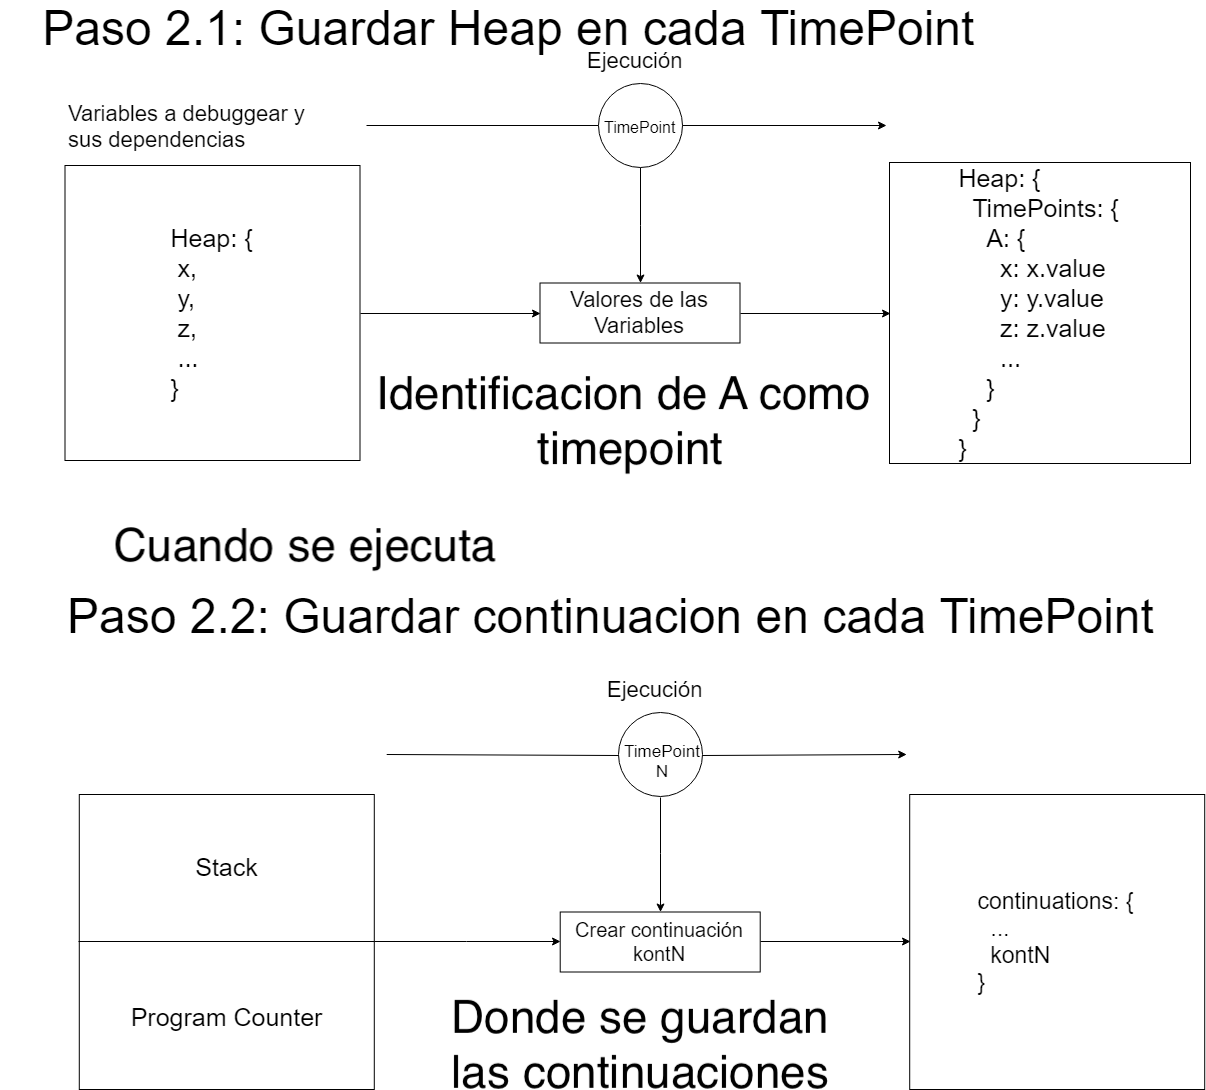 Paso 2.1: Guardar Heap en cada TimePoint
Ejecución
Variables a debuggear y
sus dependencias
TimePoint
Heap: {
x,
y,
z,
...
}
Valores de las
Variables
Heap: {
TimePoints: {
A: {
x: x.value
y: y.value
z: z.value
...
}
}
}
Identificacion de A como
timepoint
Cuando se ejecuta
Paso 2.2: Guardar continuacion en cada TimePoint
Ejecución
TimePoint
N
Stack
Program Counter
Crear continuación
kontN
continuations: {
...
kontN
}
Donde se guardan
las continuaciones